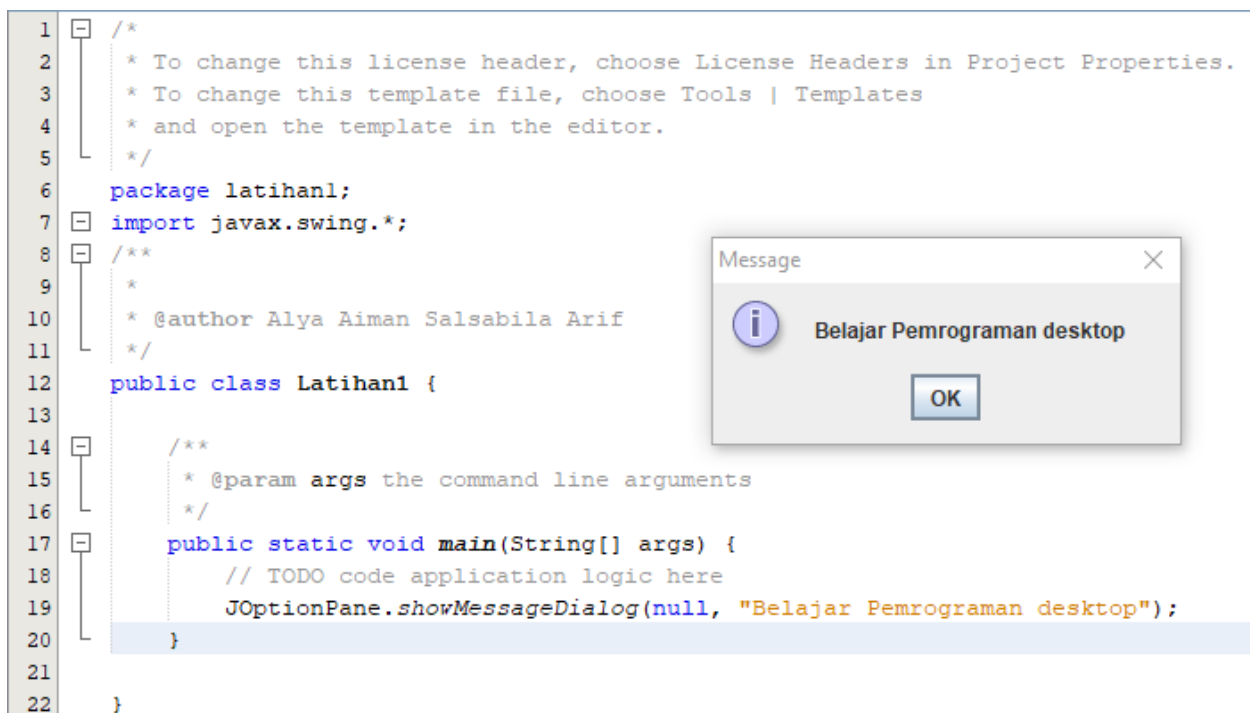 1 /*
2 * To change this license header, choose License Headers in Project Properties.
3 * To change this template file, choose Tools | Templates
4 * and open the template in the editor.
5 */
6 package latihan1;
7 import javax.swing.*;
8 /**
9 *
10 * @author Alya Aiman Salsabila Arif
11 */
12 public class Latihan1 {
13
14 /**
15 * @param args the command line arguments
16 */
17 public static void main(String[] args) {
18 // TODO code application logic here
19 JOptionPane.showMessageDialog(null, "Belajar Pemrograman desktop");
20 }
21
22 }
Message
Belajar Pemrograman desktop
OK